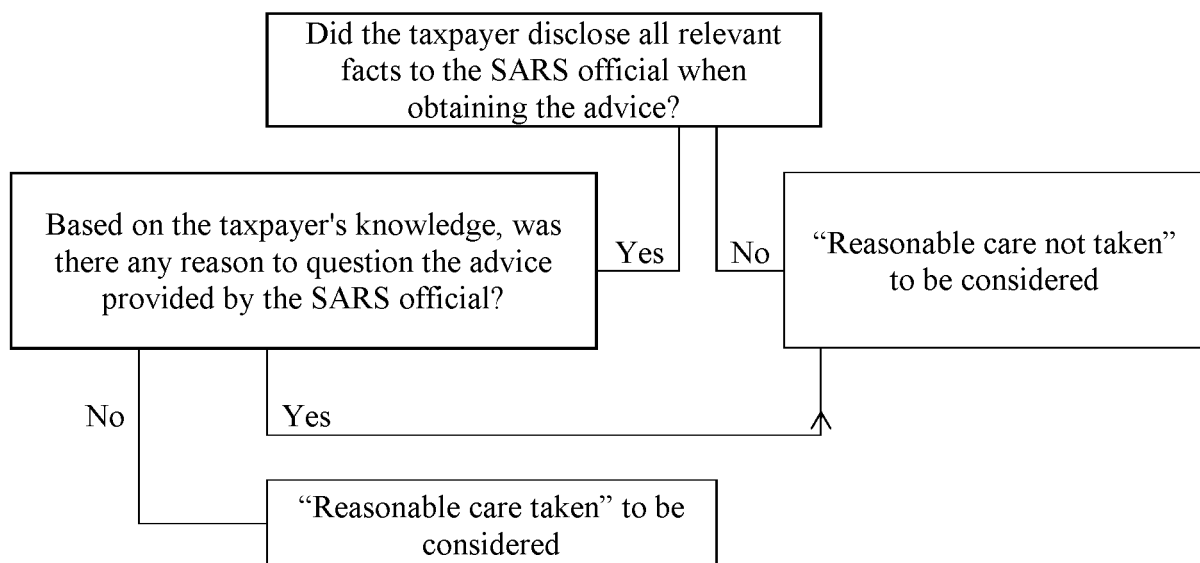 Did the taxpayer disclose all relevant
facts to the SARS official when
obtaining the advice?
Based on the taxpayer's knowledge, was
there any reason to question the advice
provided by the SARS official?
Yes
No
“Reasonable care not taken”
to be considered
No
Yes
“Reasonable care taken” to be
considered